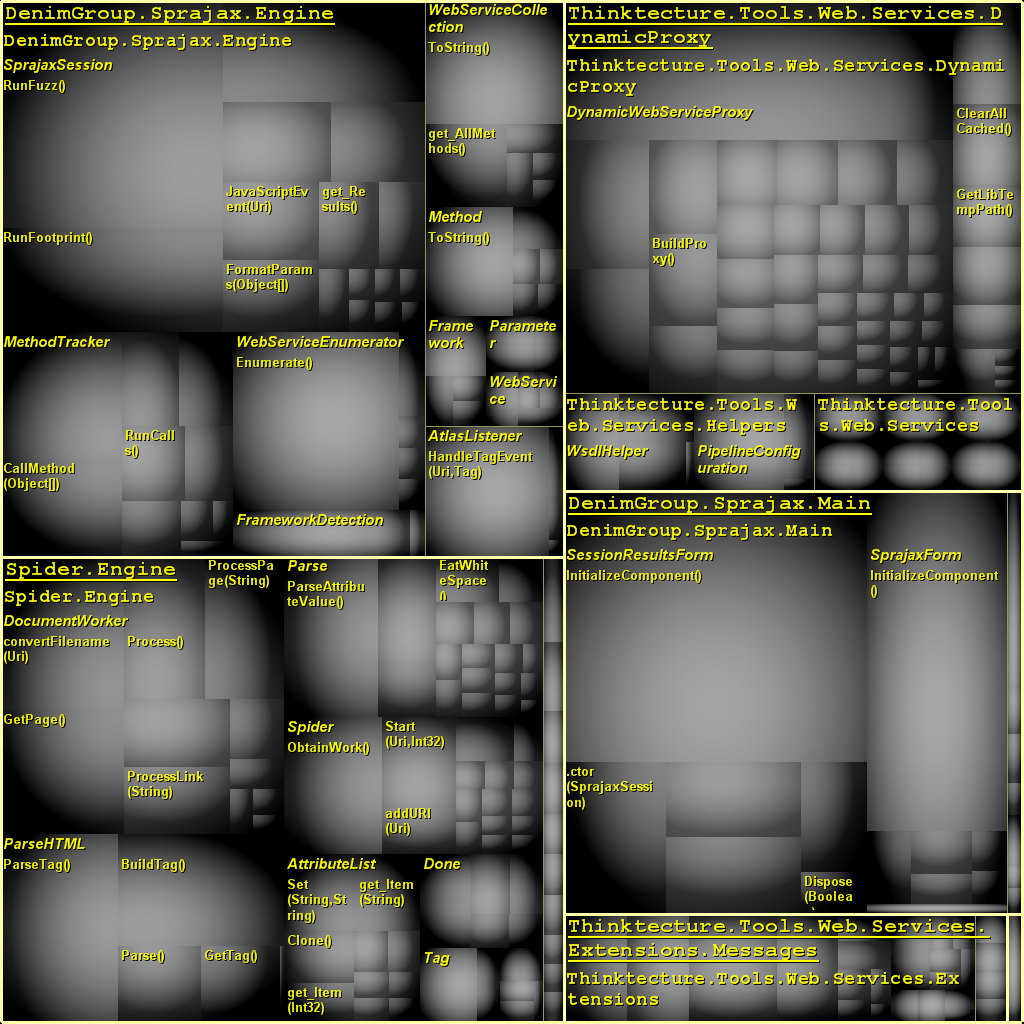 DenimGroup.Sprajax.Engine
DenimGroup.Sprajax.Engine
SprajaxSession
RunFuzz()
JavaScriptEv
ent(Uri)
get_Re
sults()
RunFootprint()
FormatParam
s(Object[])
MethodTracker
RunCall
s()
CallMethod
(Object[])
WebServiceEnumerator
Enumerate()
FrameworkDetection
WebServiceColle
ction
ToString()
get_AllMet
hods()
Method
ToString()
Frame
work
Paramete
r
WebServi
ce
AtlasListener
HandleTagEvent
(Uri,Tag)
Thinktecture.Tools.Web.Services.D
ynamicProxy
Thinktecture.Tools.Web.Services.Dynami
cProxy
DynamicWebServiceProxy
ClearAll
Cached()
GetLibTe
mpPath()
BuildPro
xy()
Thinktecture.Tools.W
eb.Services.Helpers
WsdlHelper
PipelineConfig
uration
Thinktecture.Tool
s.Web.Services
DenimGroup.Sprajax.Main
DenimGroup.Sprajax.Main
SessionResultsForm
InitializeComponent()
SprajaxForm
InitializeComponent
()
.ctor
(SprajaxSessi
on)
Dispose
(Boolea
Spider.Engine
Spider.Engine
DocumentWorker
convertFilename
(Uri)
Process()
ProcessPa
ge(String)
GetPage()
ProcessLink
(String)
Parse
ParseAttribu
teValue()
EatWhit
eSpace
()
Spider
ObtainWork()
Start
(Uri,Int32)
addURI
(Uri)
ParseHTML
ParseTag()
BuildTag()
Parse()
GetTag()
AttributeList
Set
(String,St
ring)
get_Item
(String)
Clone()
get_Item
(Int32)
Done
Tag
Thinktecture.Tools.Web.Services.
Extensions.Messages
Thinktecture.Tools.Web.Services.Ex
tensions